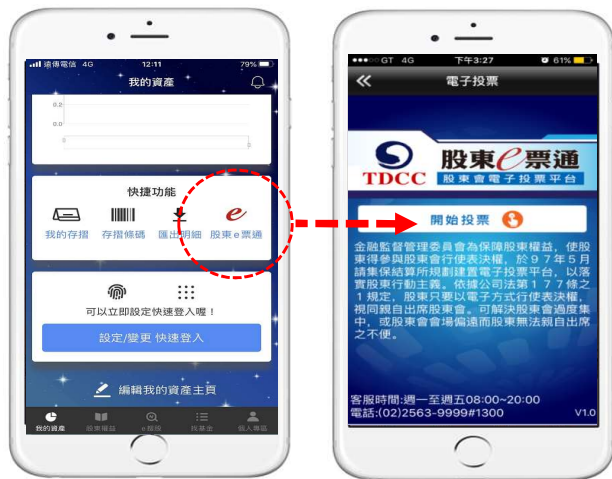 遠傳電信 4G 12:11 79%
我的資產
0.2
0.0
快捷功能
e
我的存摺 存摺條碼 匯出明細 股東e票通
可以立即設定快速登入喔！
設定/變更 快速登入
編輯我的資產主頁
我的資產 股東權益 e指投 找基金 個人專區
GT 4G 下午3:27 61%
電子投票
TDCC
股東e票通
股東會電子投票平台
開始投票
金融監督管理委員會為保障股東權益，使股
東得參與股東會行使表決權，於９７年５月
請集保結算所規劃建置電子投票平台，以落
實股東行動主義。依據公司法第１７７條之
１規定，股東只要以電子方式行使表決權，
視同親自出席股東會。可解決股東會過度集
中，或股東會會場偏遠而股東無法親自出席
之不便。
客服時間:週一至週五08:00~20:00
電話:(02)2563-9999#1300 V1.0